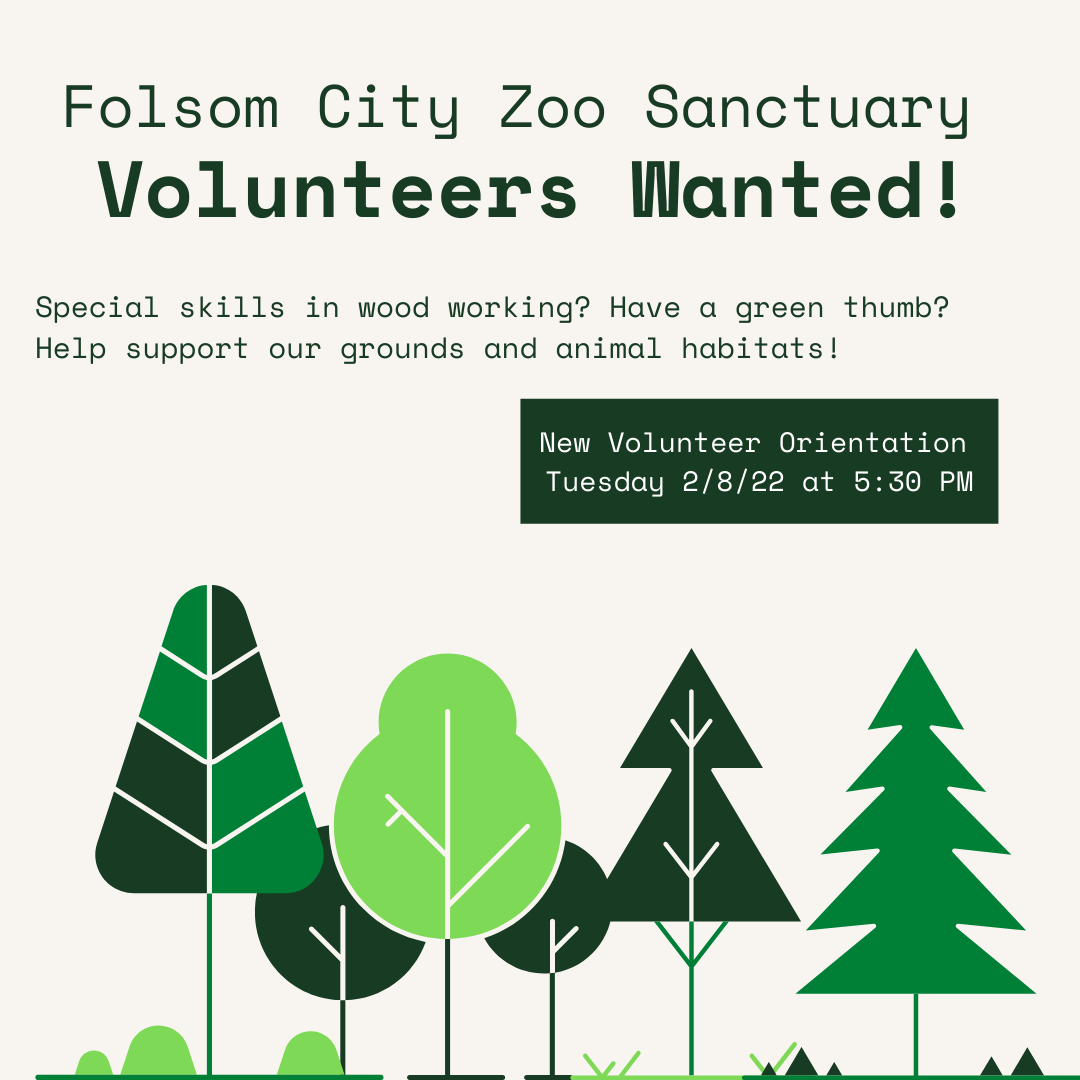 Folsom City Zoo Sanctuary
Volunteers Wanted!
Special skills in wood working? Have a green thumb?
Help support our grounds and animal habitats!
New Volunteer Orientation
Tuesday 2/8/22 at 5:30 PM